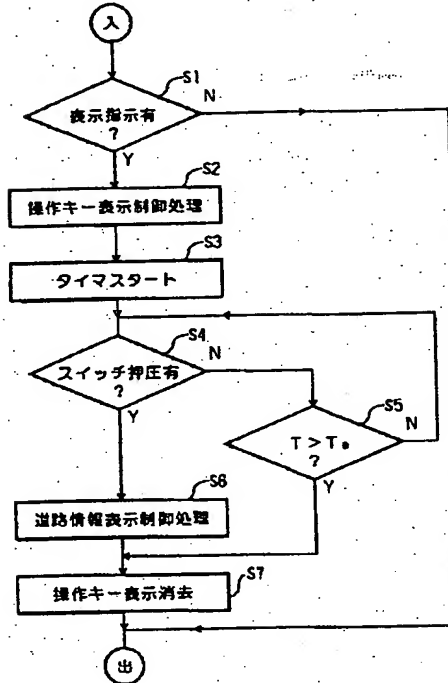 入
S1
N
表示指示有
?
Y
S2
操作キー表示制御処理
S3
タイマスタート
S4
N
スイッチ押圧有
?
Y
S5
N
T>T₀
?
Y
S6
道路情報表示制御処理
S7
操作キー表示消去
出